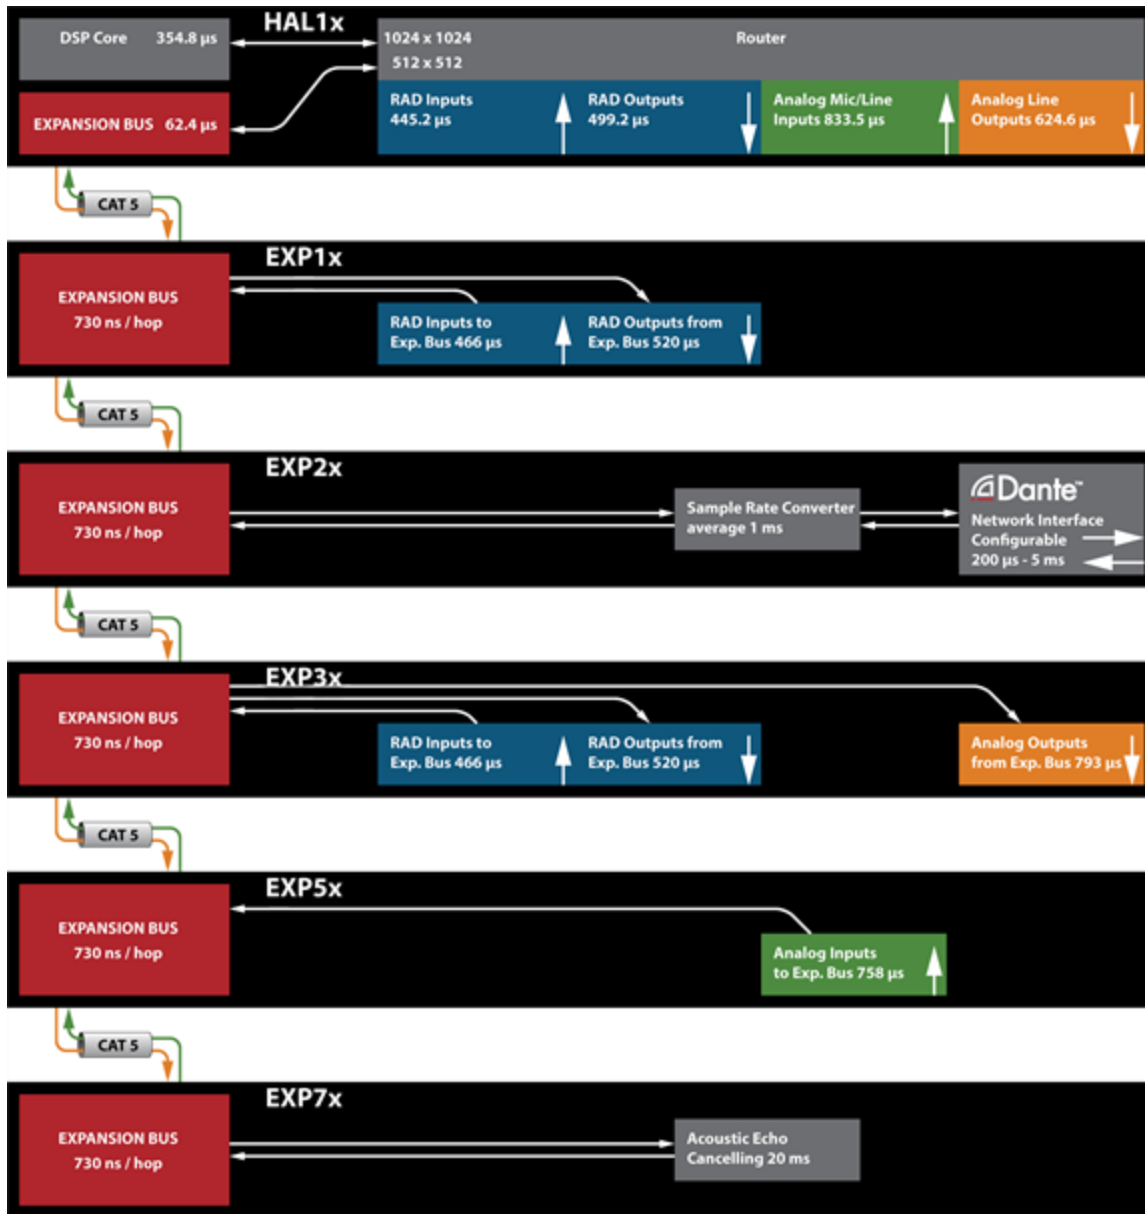 HAL1x
DSP Core 354.8 µs
1024 x 1024
Router
512 x 512
EXPANSION BUS 62.4 µs
RAD Inputs
445.2 µs
RAD Outputs
499.2 µs
Analog Mic/Line
Inputs 833.5 µs
Analog Line
Outputs 624.6 µs
CAT 5
EXP1x
EXPANSION BUS
730 ns / hop
RAD Inputs to
Exp. Bus 466 µs
RAD Outputs from
Exp. Bus 520 µs
CAT 5
EXP2x
EXPANSION BUS
730 ns / hop
Sample Rate Converter
average 1 ms
Dante™
Network Interface
Configurable
200 µs - 5 ms
CAT 5
EXP3x
EXPANSION BUS
730 ns / hop
RAD Inputs to
Exp. Bus 466 µs
RAD Outputs from
Exp. Bus 520 µs
Analog Outputs
from Exp. Bus 793 µs
CAT 5
EXP5x
EXPANSION BUS
730 ns / hop
Analog Inputs
to Exp. Bus 758 µs
CAT 5
EXP7x
EXPANSION BUS
730 ns / hop
Acoustic Echo
Cancelling 20 ms